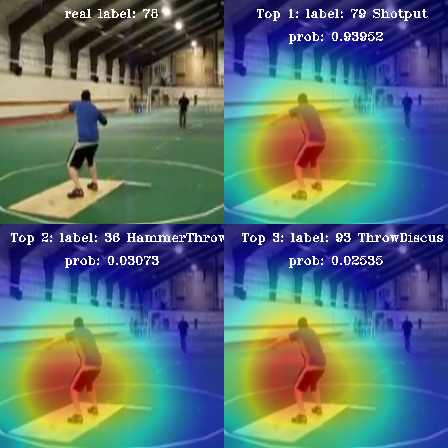 real label: 78
Top 1: label: 79 Shotput
prob: 0.93952
Top 2: label: 36 HammerThrow
prob: 0.03073
Top 3: label: 93 ThrowDiscus
prob: 0.02535